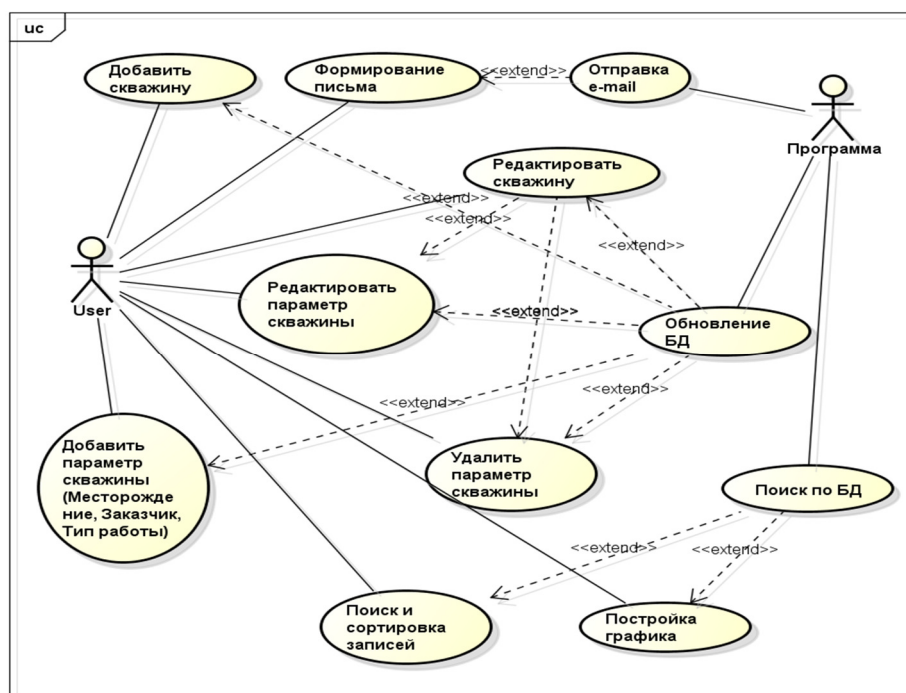 uc
Добавить
скважину
Формирование
письма
<<extend>>
Отправка
e-mail
Программа
Редактировать
скважину
<<extend>>
<<extend>>
<<extend>>
<<extend>>
User
Редактировать
параметр
скважины
<<extend>>
Обновление
БД
<<extend>>
<<extend>>
Добавить
параметр
скважины
(Месторожде
ние, Заказчик,
Тип работы)
Удалить
параметр
скважины
Поиск по БД
<<extend>>
<<extend>>
Поиск и
сортировка
записей
Постройка
графика